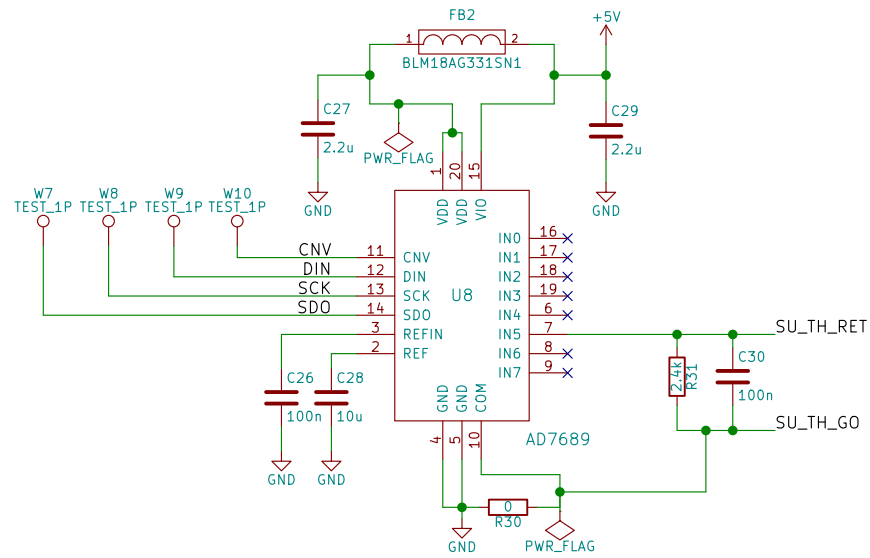 FB2
1
2
BLM18AG331SN1
+5V
C27
2.2u
GND
PWR_FLAG
C29
2.2u
GND
1
20
15
VDD
VDD
VIO
W7
TEST_1P
W8
TEST_1P
W9
TEST_1P
W10
TEST_1P
CNV
11
CNV
DIN
12
DIN
SCK
13
SCK
SDO
14
SDO
3
REFIN
2
REF
U8
IN0
16
IN1
17
IN2
18
IN3
19
IN4
6
IN5
7
IN6
8
IN7
9
SU_TH_RET
2.4k
R31
C30
100n
SU_TH_GO
C26
100n
GND
C28
10u
GND
GND
GND
COM
4
5
10
AD7689
0
R30
GND
PWR_FLAG